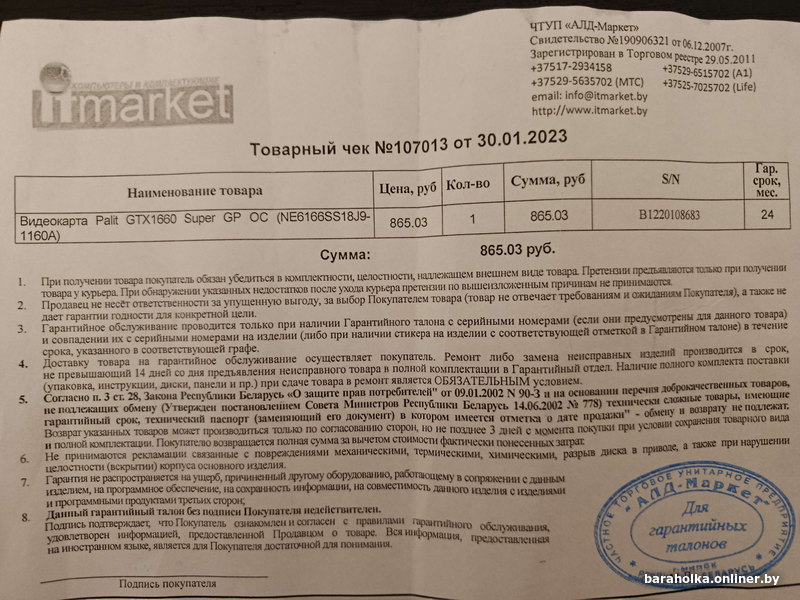 ЧТУП «АЛД-Маркет»
Свидетельство №190906321 от 06.12.2007г.
Зарегистрирован в Торговом реестре 29.05.2011
+37517-2934158 +37529-6515702 (A1)
+37529-5635702 (МТС) +37525-7025702 (Life)
email: info@itmarket.by
http://www.itmarket.by
КОМПЬЮТЕРЫ И КОМПЛЕКТУЮЩИЕ
itmarket
Товарный чек №107013 от 30.01.2023
Наименование товара Цена, руб Кол-во Сумма, руб S/N Гар. срок, мес.
Видеокарта Palit GTX1660 Super GP OC (NE6166SS18J9-
1160A) 865.03 1 865.03 B1220108683 24
Сумма: 865.03 руб.
1. При получении товара покупатель обязан убедиться в комплектности, целостности, надлежащем внешнем виде товара. Претензии предъявляются только при получении
товара у курьера. При обнаружении указанных недостатков после ухода курьера претензии по вышеизложенным причинам не принимаются.
2. Продавец не несёт ответственности за упущенную выгоду, за выбор Покупателем товара (товар не отвечает требованиям и ожиданиям Покупателя), а также не
дает гарантии годности для конкретной цели.
3. Гарантийное обслуживание проводится только при наличии Гарантийного талона с серийными номерами (если они предусмотрены для данного товара)
и совпадении их с серийными номерами на изделии (либо при наличии стикера на изделии с соответствующей отметкой в Гарантийном талоне) в течение
срока, указанного в соответствующей графе.
4. Доставку товара на гарантийное обслуживание осуществляет покупатель. Ремонт либо замена неисправных изделий производится в срок,
не превышающий 14 дней со дня предъявления неисправного товара в полной комплектации в Гарантийный отдел. Наличие полного комплекта поставки
(упаковка, инструкции, диски, панели и пр.) при сдаче товара в ремонт является ОБЯЗАТЕЛЬНЫМ условием.
5. Согласно п. 3 ст. 28, Закона Республики Беларусь «О защите прав потребителей" от 09.01.2002 N 90-З и на основании перечня доброкачественных товаров,
не подлежащих обмену (Утвержден постановлением Совета Министров Республики Беларусь 14.06.2002 № 778) технически сложные товары, имеющие
гарантийный срок, технический паспорт (заменяющий его документ) в котором имеется отметка о дате продажи" - обмену и возврату не подлежат.
Возврат указанных товаров может производиться только по согласованию сторон, но не позднее 3 дней с момента покупки при условии сохранения товарного вида
и полной комплектации. Покупателю возвращается полная сумма за вычетом стоимости фактически понесенных затрат.
6. Не принимаются рекламации связанные с повреждениями механическими, термическими, химическими, разрыв диска в приводе, а также при нарушении
целостности (вскрытии) корпуса основного изделия.
7. Гарантия не распространяется на ущерб, причиненный другому оборудованию, работающему в сопряжении с данным
изделием, на программное обеспечение, на сохранность информации, на совместимость данного изделия с изделиями
и программными продуктами третьих сторон.
8. Данный гарантийный талон без подписи Покупателя недействителен.
Подпись подтверждает, что Покупатель ознакомлен и согласен с правилами гарантийного обслуживания,
удовлетворен информацией, предоставленной Продавцом о товаре. Вся информация, предоставленная
на иностранном языке, является для Покупателя достаточной для понимания.
Подпись покупателя
ЧАСТНОЕ ТОРГОВОЕ УНИТАРНОЕ ПРЕДПРИЯТИЕ
"АЛД-Маркет"
Для
гарантийных
талонов
baraholka.onliner.by